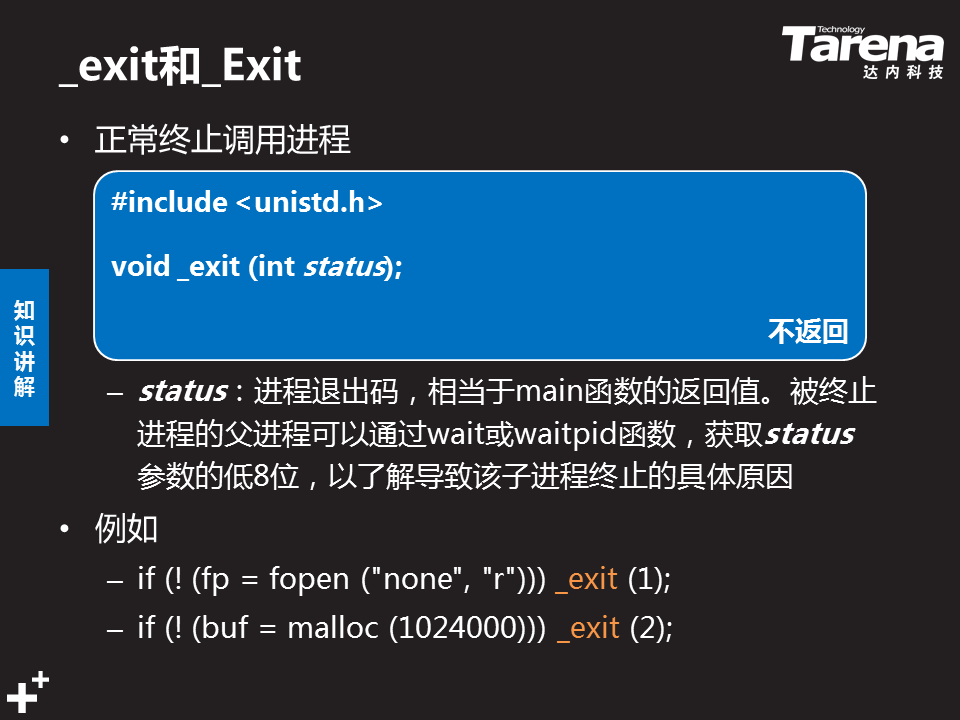 _exit和_Exit
Technology
Tarena
达内科技
• 正常终止调用进程
#include <unistd.h>
void _exit (int status);
不返回
知识讲解
– status：进程退出码，相当于main函数的返回值。被终止
进程的父进程可以通过wait或waitpid函数，获取status
参数的低8位，以了解导致该子进程终止的具体原因
• 例如
– if (! (fp = fopen ("none", "r"))) _exit (1);
– if (! (buf = malloc (1024000))) _exit (2);